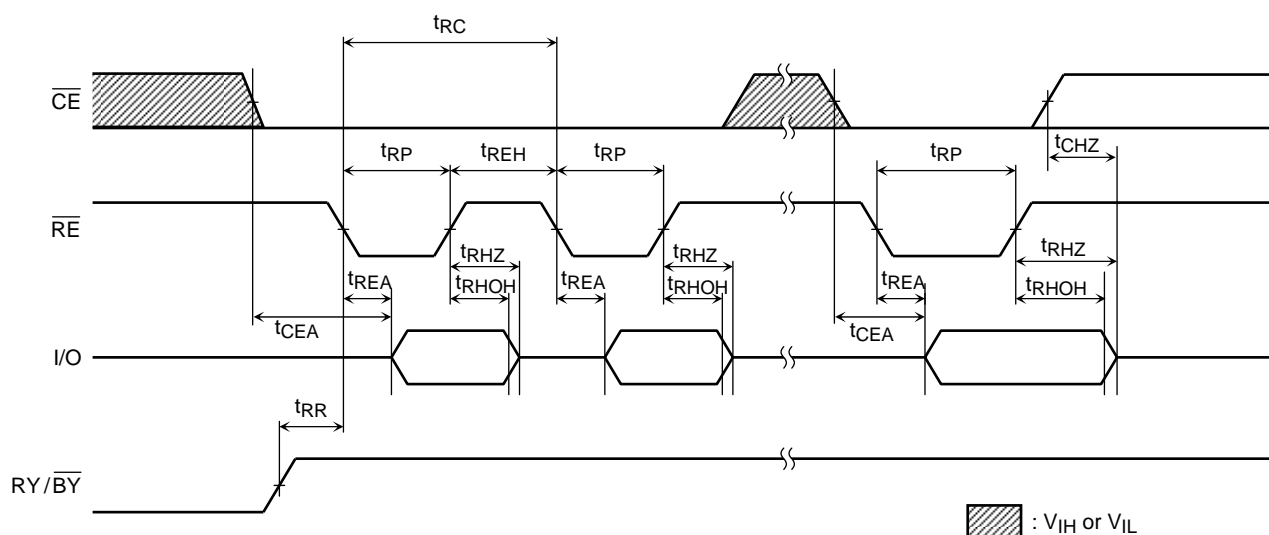 tRC
CE
tCHZ
tRP tREH tRP tRP
RE
tRHZ tRHZ tRHZ
tREA tREA tREA
tRHOH tRHOH tRHOH
tCEA tCEA
I/O
tRR
RY/BY
: VIH or VIL